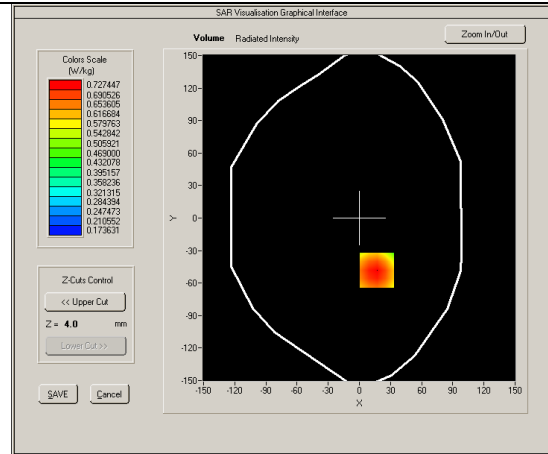 SAR Visualisation Graphical Interface
Volume Radiated Intensity
Zoom In/Out
Colors Scale
(W/kg)
0.727447
0.690526
0.653605
0.616684
0.579763
0.542842
0.505921
0.469000
0.432078
0.395157
0.358236
0.321315
0.284394
0.247473
0.210552
0.173631
Z-Cuts Control
<< Upper Cut
Z = 4.0 mm
Lower Cut >>
SAVE Cancel
150-
120-
90-
60-
30-
0-
-30-
-60-
-90-
-120-
-150-
Y
-150 -120 -90 -60 -30 0 30 60 90 120 150
X